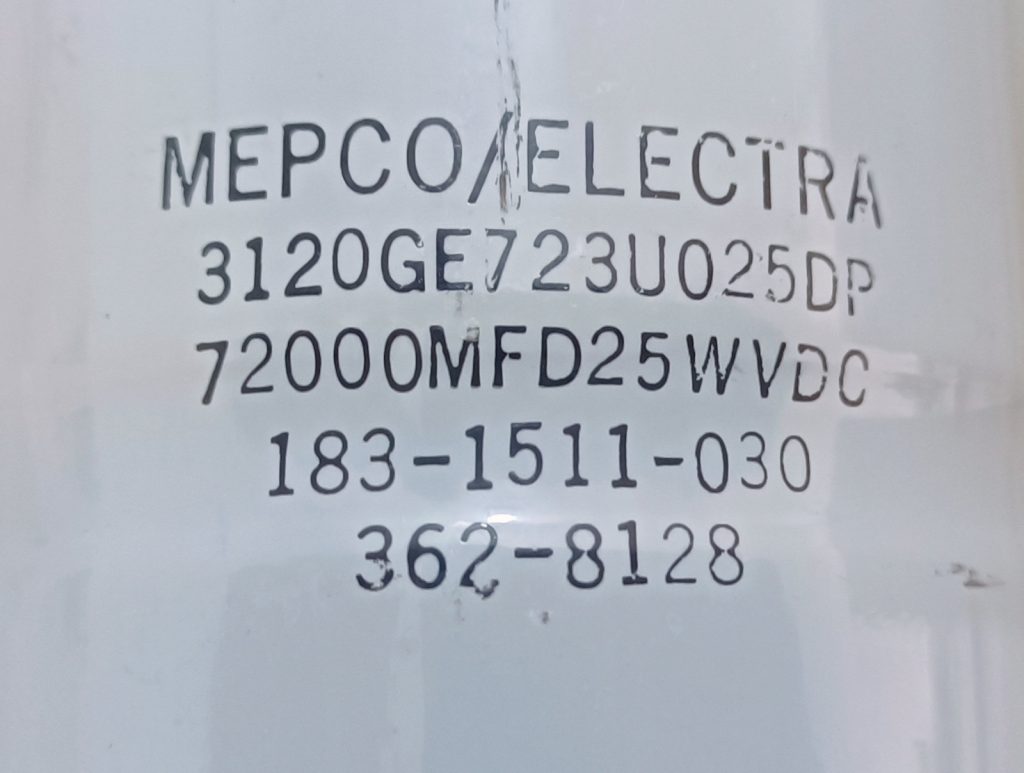 MEPCO/ELECTRA
3120GE723U025DP
72000MFD25WVDC
183-1511-030
362-8128